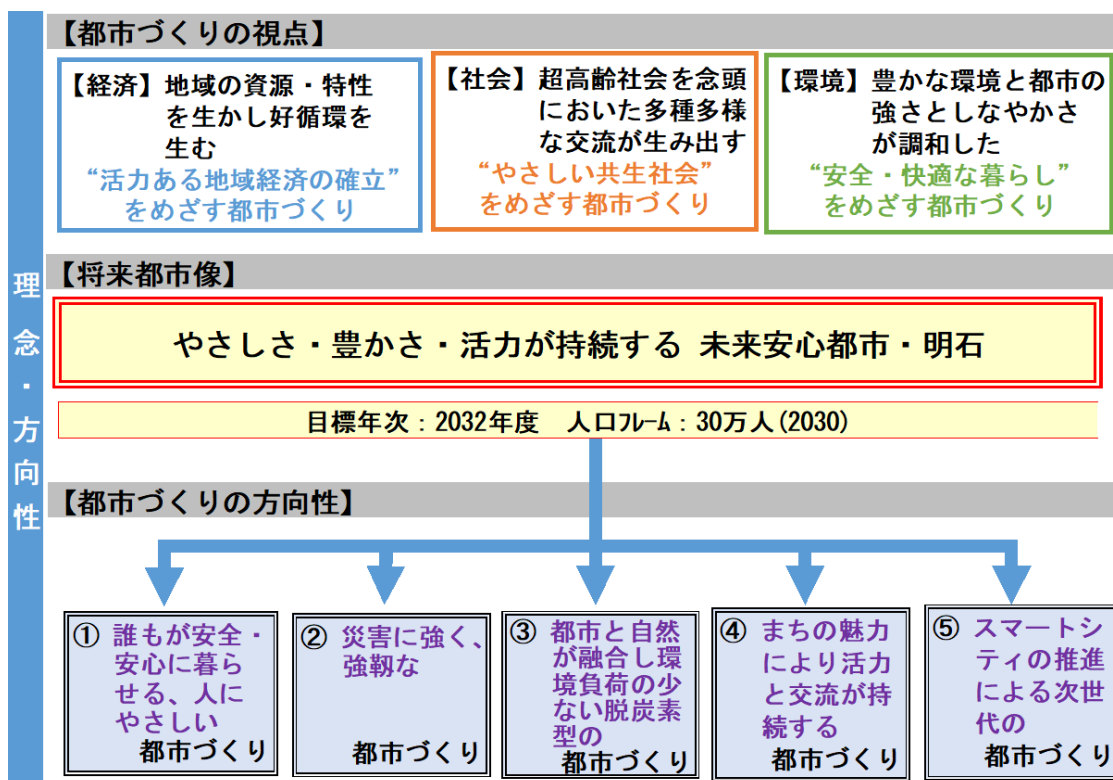 理念・方向性
【都市づくりの視点】
【経済】地域の資源・特性
を生かし好循環を
生む
“活力ある地域経済の確立”
をめざす都市づくり
【社会】超高齢社会を念頭
においた多種多様
な交流が生み出す
“やさしい共生社会”
をめざす都市づくり
【環境】豊かな環境と都市の
強さとしなやかさ
が調和した
“安全・快適な暮らし”
をめざす都市づくり
【将来都市像】
やさしさ・豊かさ・活力が持続する 未来安心都市・明石
目標年次：2032年度　人口ﾌﾚｰﾑ：30万人(2030)
【都市づくりの方向性】
① 誰もが安全・
安心に暮ら
せる、人に
やさしい
都市づくり
② 災害に強く、
強靱な
都市づくり
③ 都市と自然
が融合し環
境負荷の少
ない脱炭素
型の
都市づくり
④ まちの魅力
により活力
と交流が持
続する
都市づくり
⑤ スマートシ
ティの推進
による次世
代の
都市づくり